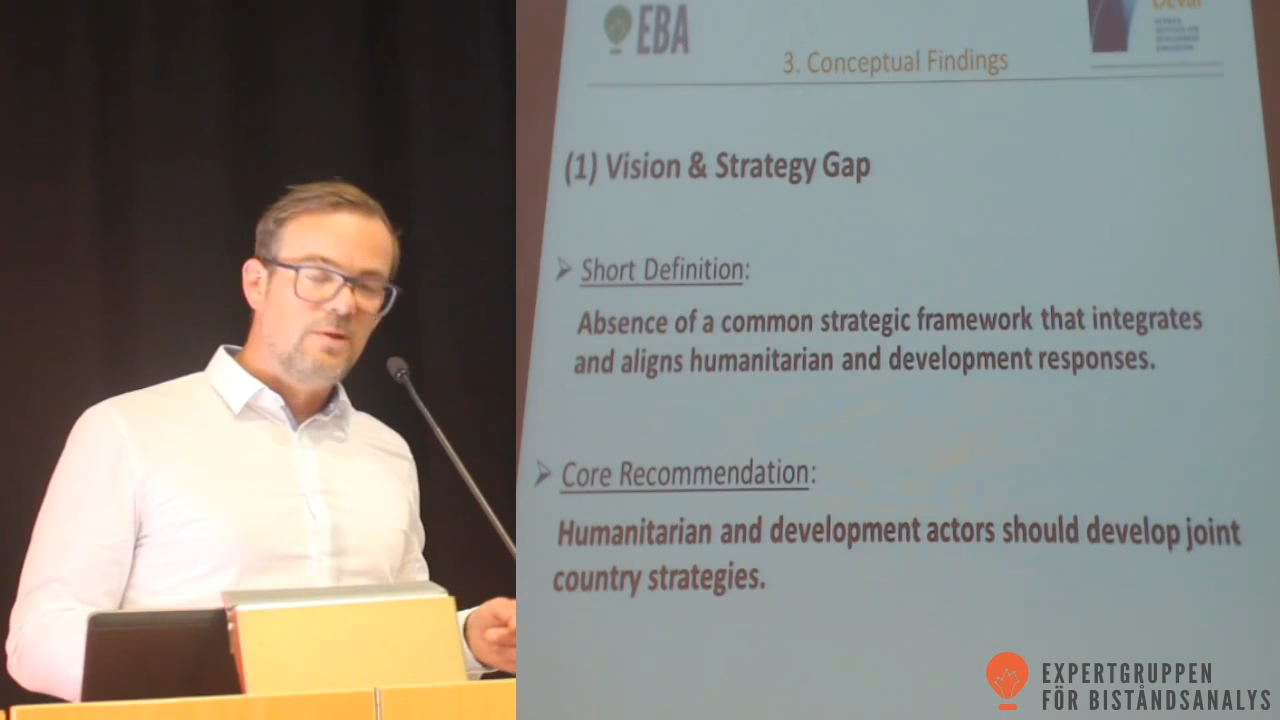 EBA
DEval
3. Conceptual Findings
(1) Vision & Strategy Gap
Short Definition:
Absence of a common strategic framework that integrates
and aligns humanitarian and development responses.
Core Recommendation:
Humanitarian and development actors should develop joint
country strategies.
EXPERTGRUPPEN
FÖR BISTÅNDSANALYS